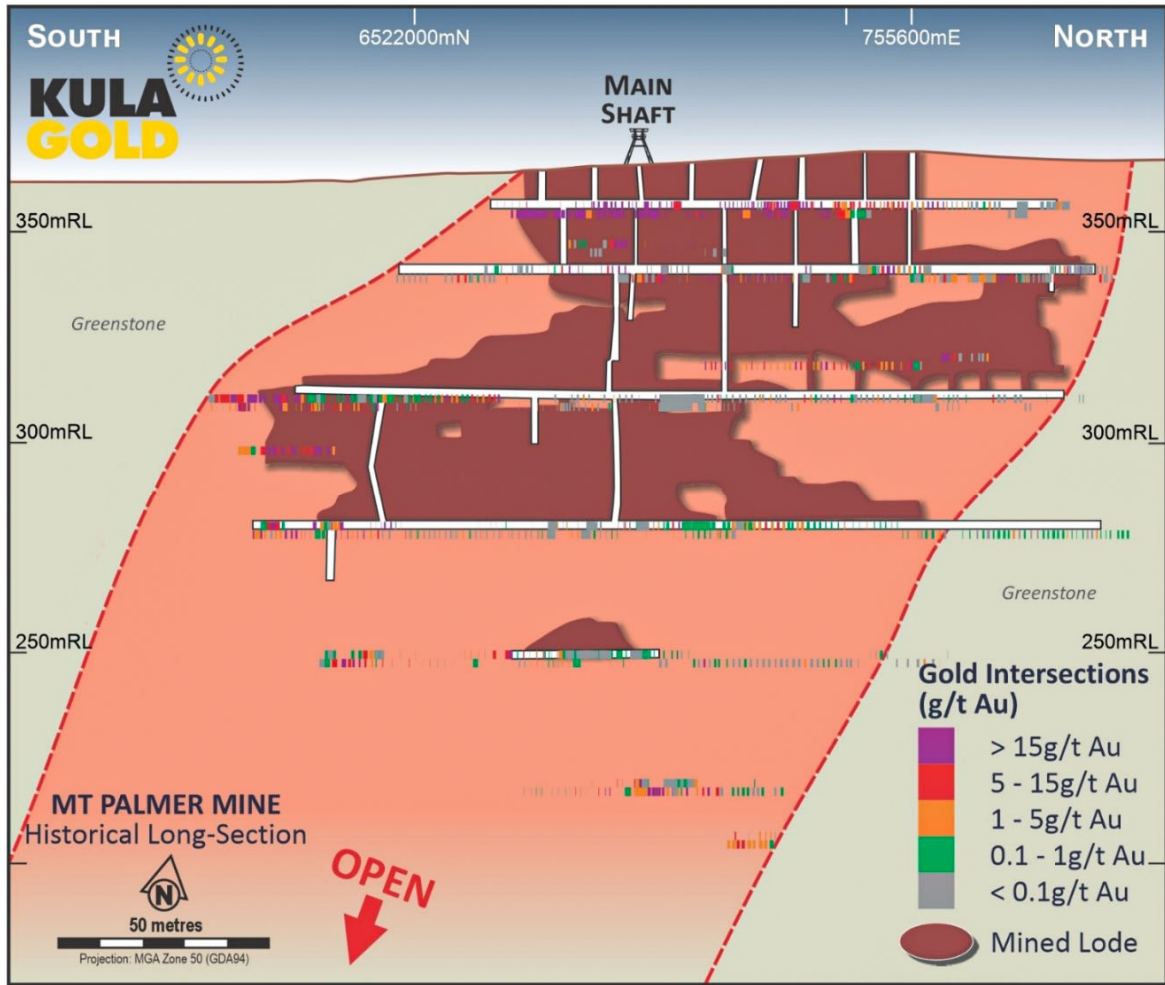 SOUTH
6522000mN
755600mE
NORTH
KULA
GOLD
MAIN
SHAFT
350mRL
350mRL
Greenstone
300mRL
300mRL
Greenstone
250mRL
250mRL
Gold Intersections
(g/t Au)
> 15g/t Au
5 - 15g/t Au
1 - 5g/t Au
0.1 - 1g/t Au
< 0.1g/t Au
Mined Lode
MT PALMER MINE
Historical Long-Section
OPEN
N
50 metres
Projection: MGA Zone 50 (GDA94)